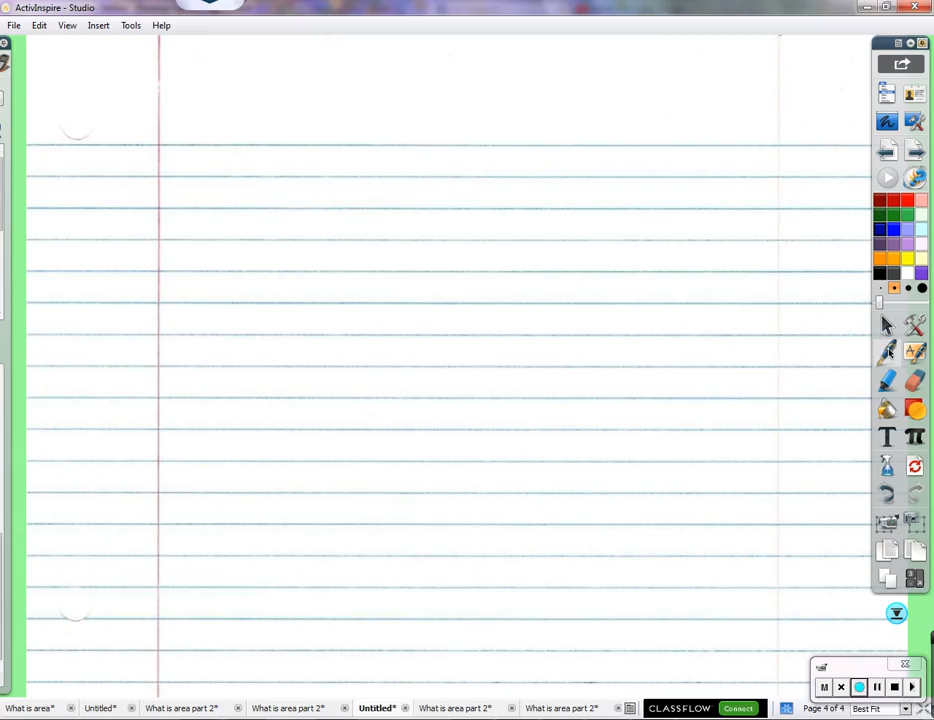 ActivInspire - Studio
File Edit View Insert Tools Help
T π
M
What is area* Untitled* What is area part 2* What is area part 2* Untitled* What is area part 2* What is area part 2* CLASSFLOW Connect Page 4 of 4 Best Fit